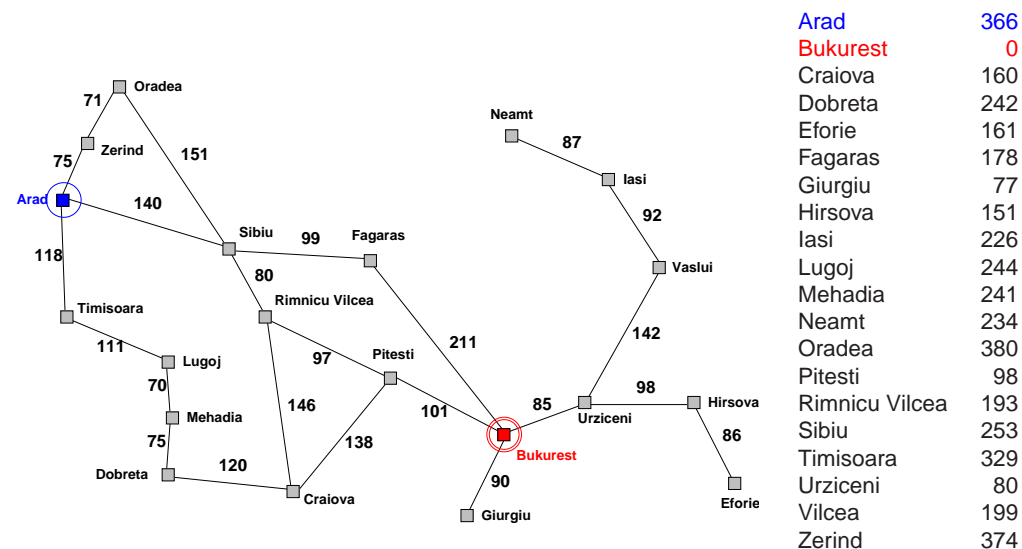 Oradea
71
Neamt
87
Zerind
151
75
Iasi
Arad
140
92
Sibiu
99
Fagaras
118
80
Vaslui
Rimnicu Vilcea
Timisoara
142
211
97
Pitesti
111
Lugoj
70
98
85
Hirsova
146
101
Urziceni
Mehadia
86
75
138
Bukurest
120
Dobreta
90
Craiova
Eforie
Giurgiu
Arad 366
Bukurest 0
Craiova 160
Dobreta 242
Eforie 161
Fagaras 178
Giurgiu 77
Hirsova 151
Iasi 226
Lugoj 244
Mehadia 241
Neamt 234
Oradea 380
Pitesti 98
Rimnicu Vilcea 193
Sibiu 253
Timisoara 329
Urziceni 80
Vilcea 199
Zerind 374